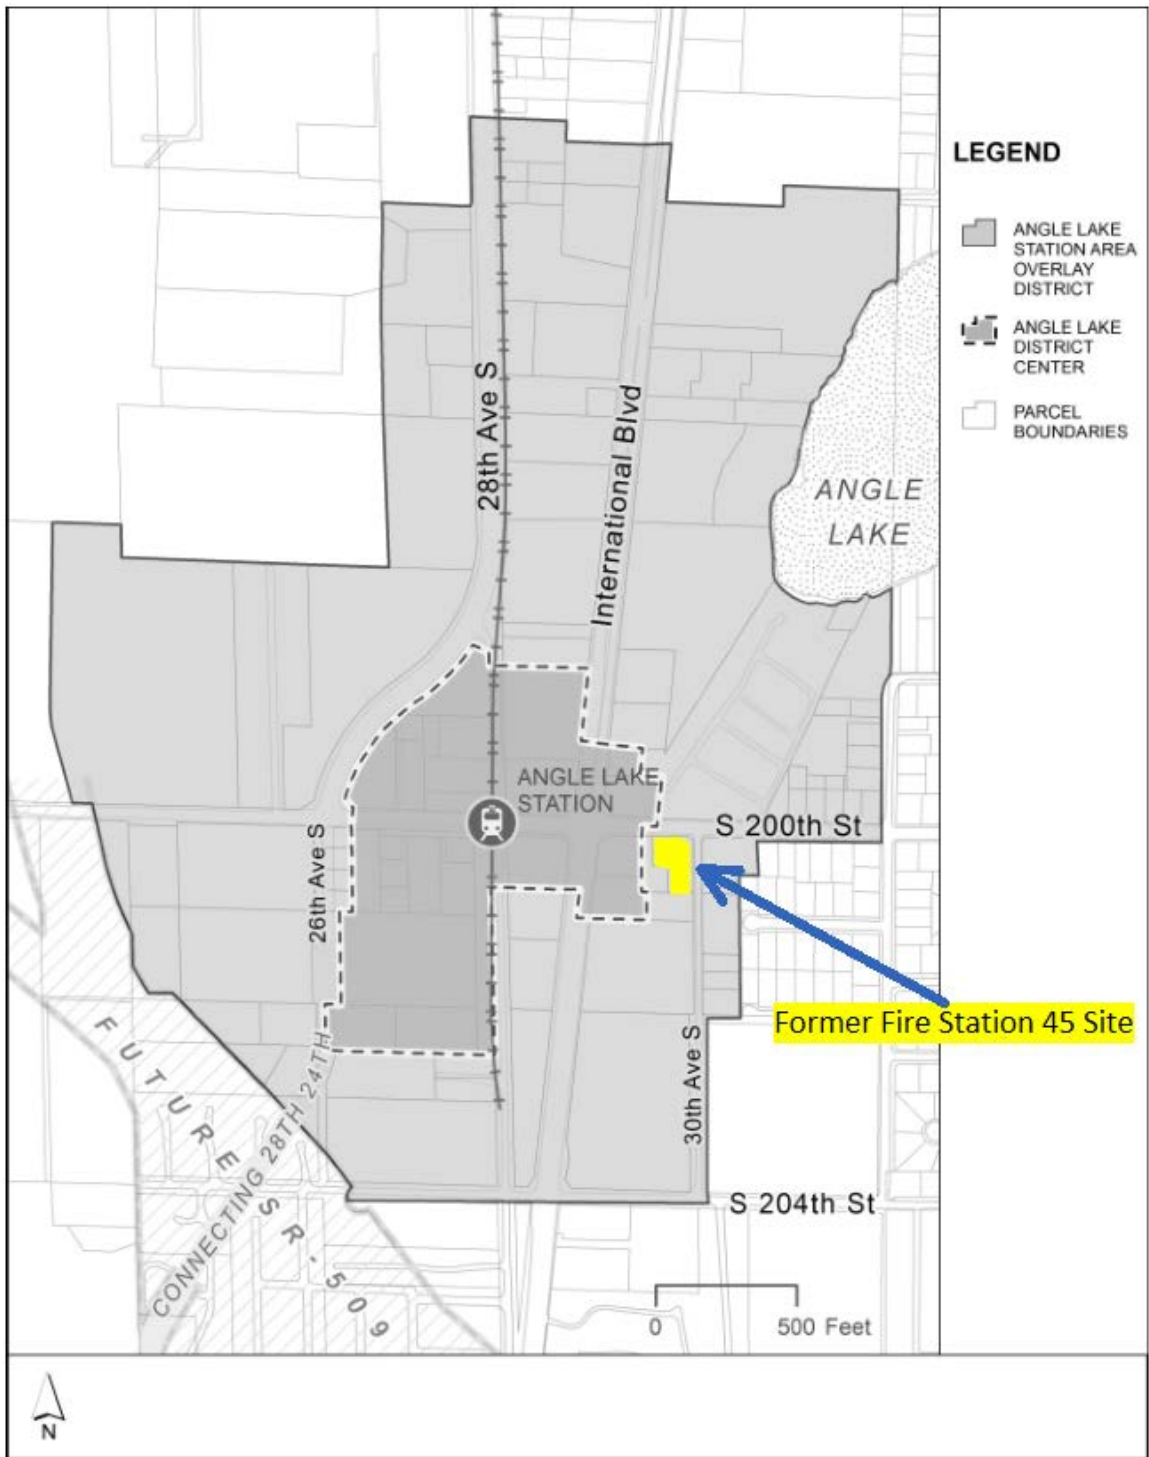 LEGEND
ANGLE LAKE
STATION AREA
OVERLAY
DISTRICT
ANGLE LAKE
DISTRICT
CENTER
PARCEL
BOUNDARIES
28th Ave S
International Blvd
ANGLE
LAKE
ANGLE LAKE
STATION
S 200th St
26th Ave S
Former Fire Station 45 Site
30th Ave S
CONNECTING 28TH 24TH
FUTURE SR-509
S 204th St
0 500 Feet
N